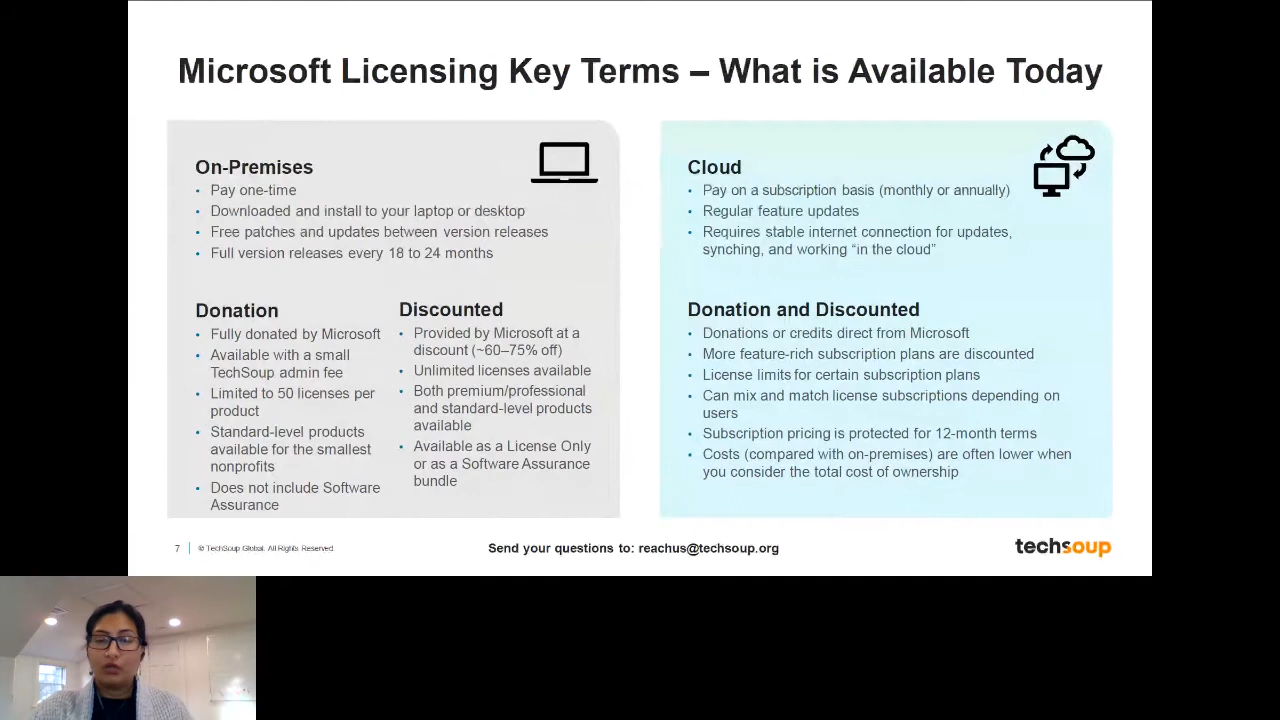 Microsoft Licensing Key Terms – What is Available Today
On-Premises
• Pay one-time
• Downloaded and install to your laptop or desktop
• Free patches and updates between version releases
• Full version releases every 18 to 24 months
Donation
• Fully donated by Microsoft
• Available with a small
TechSoup admin fee
• Limited to 50 licenses per
product
• Standard-level products
available for the smallest
nonprofits
• Does not include Software
Assurance
Discounted
• Provided by Microsoft at a
discount (~60–75% off)
• Unlimited licenses available
• Both premium/professional
and standard-level products
available
• Available as a License Only
or as a Software Assurance
bundle
Cloud
• Pay on a subscription basis (monthly or annually)
• Regular feature updates
• Requires stable internet connection for updates,
synching, and working “in the cloud”
Donation and Discounted
• Donations or credits direct from Microsoft
• More feature-rich subscription plans are discounted
• License limits for certain subscription plans
• Can mix and match license subscriptions depending on
users
• Subscription pricing is protected for 12-month terms
• Costs (compared with on-premises) are often lower when
you consider the total cost of ownership
7 | © TechSoup Global. All Rights Reserved.
Send your questions to: reachus@techsoup.org
techsoup